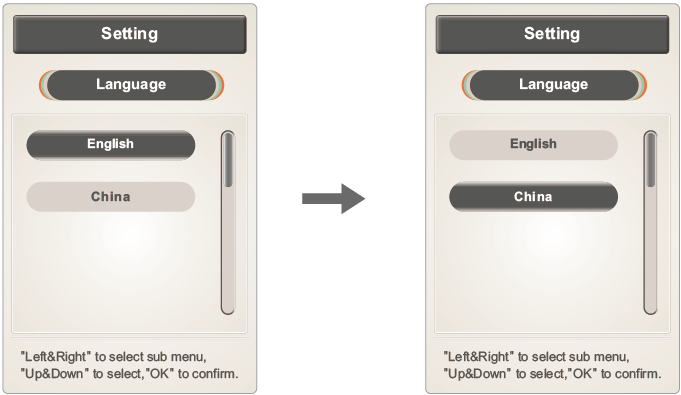 Setting
Language
English
China
"Left&Right" to select sub menu,
"Up&Down" to select,"OK" to confirm.
Setting
Language
English
China
"Left&Right" to select sub menu,
"Up&Down" to select,"OK" to confirm.